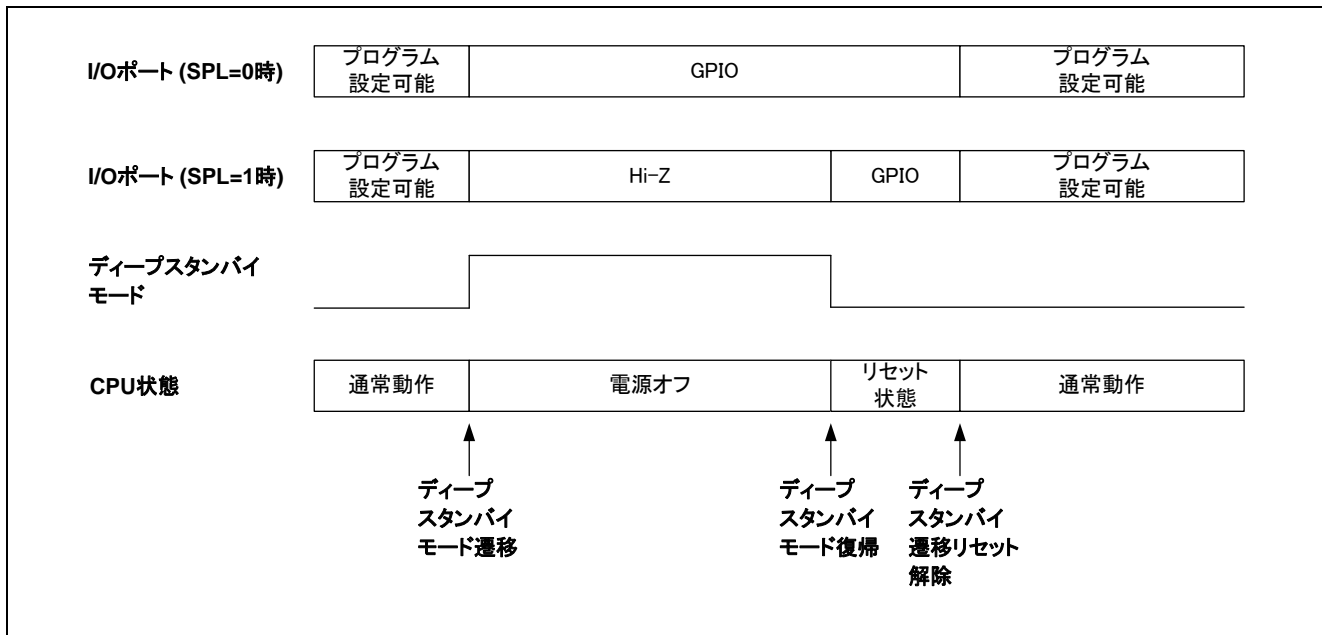 I/Oポート (SPL=0時)
プログラム
設定可能
GPIO
プログラム
設定可能
I/Oポート (SPL=1時)
プログラム
設定可能
Hi-Z
GPIO
プログラム
設定可能
ディープスタンバイ
モード
CPU状態
通常動作
電源オフ
リセット
状態
通常動作
ディープ
スタンバイ
モード遷移
ディープ
スタンバイ
モード復帰
ディープ
スタンバイ
遷移リセット
解除